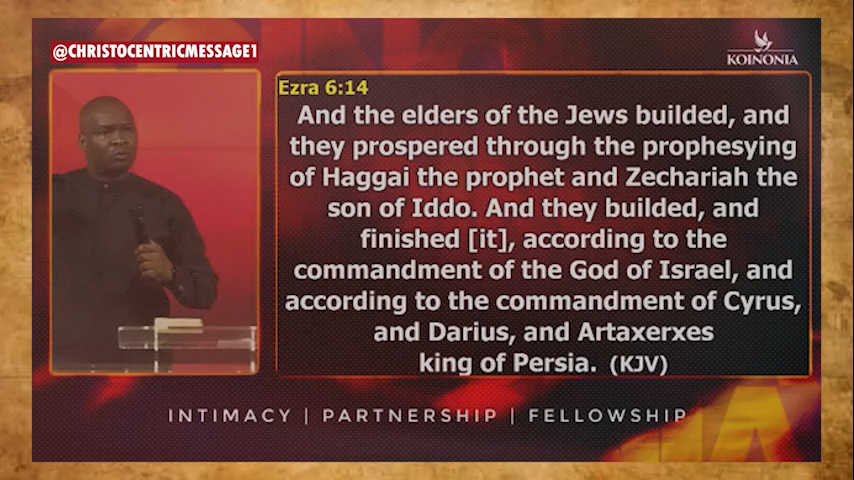 @CHRISTOCENTRICMESSAGE1
KOINONIA
Ezra 6:14
And the elders of the Jews builded, and
they prospered through the prophesying
of Haggai the prophet and Zechariah the
son of Iddo. And they builded, and
finished [it], according to the
commandment of the God of Israel, and
according to the commandment of Cyrus,
and Darius, and Artaxerxes
king of Persia. (KJV)
INTIMACY | PARTNERSHIP | FELLOWSHIP